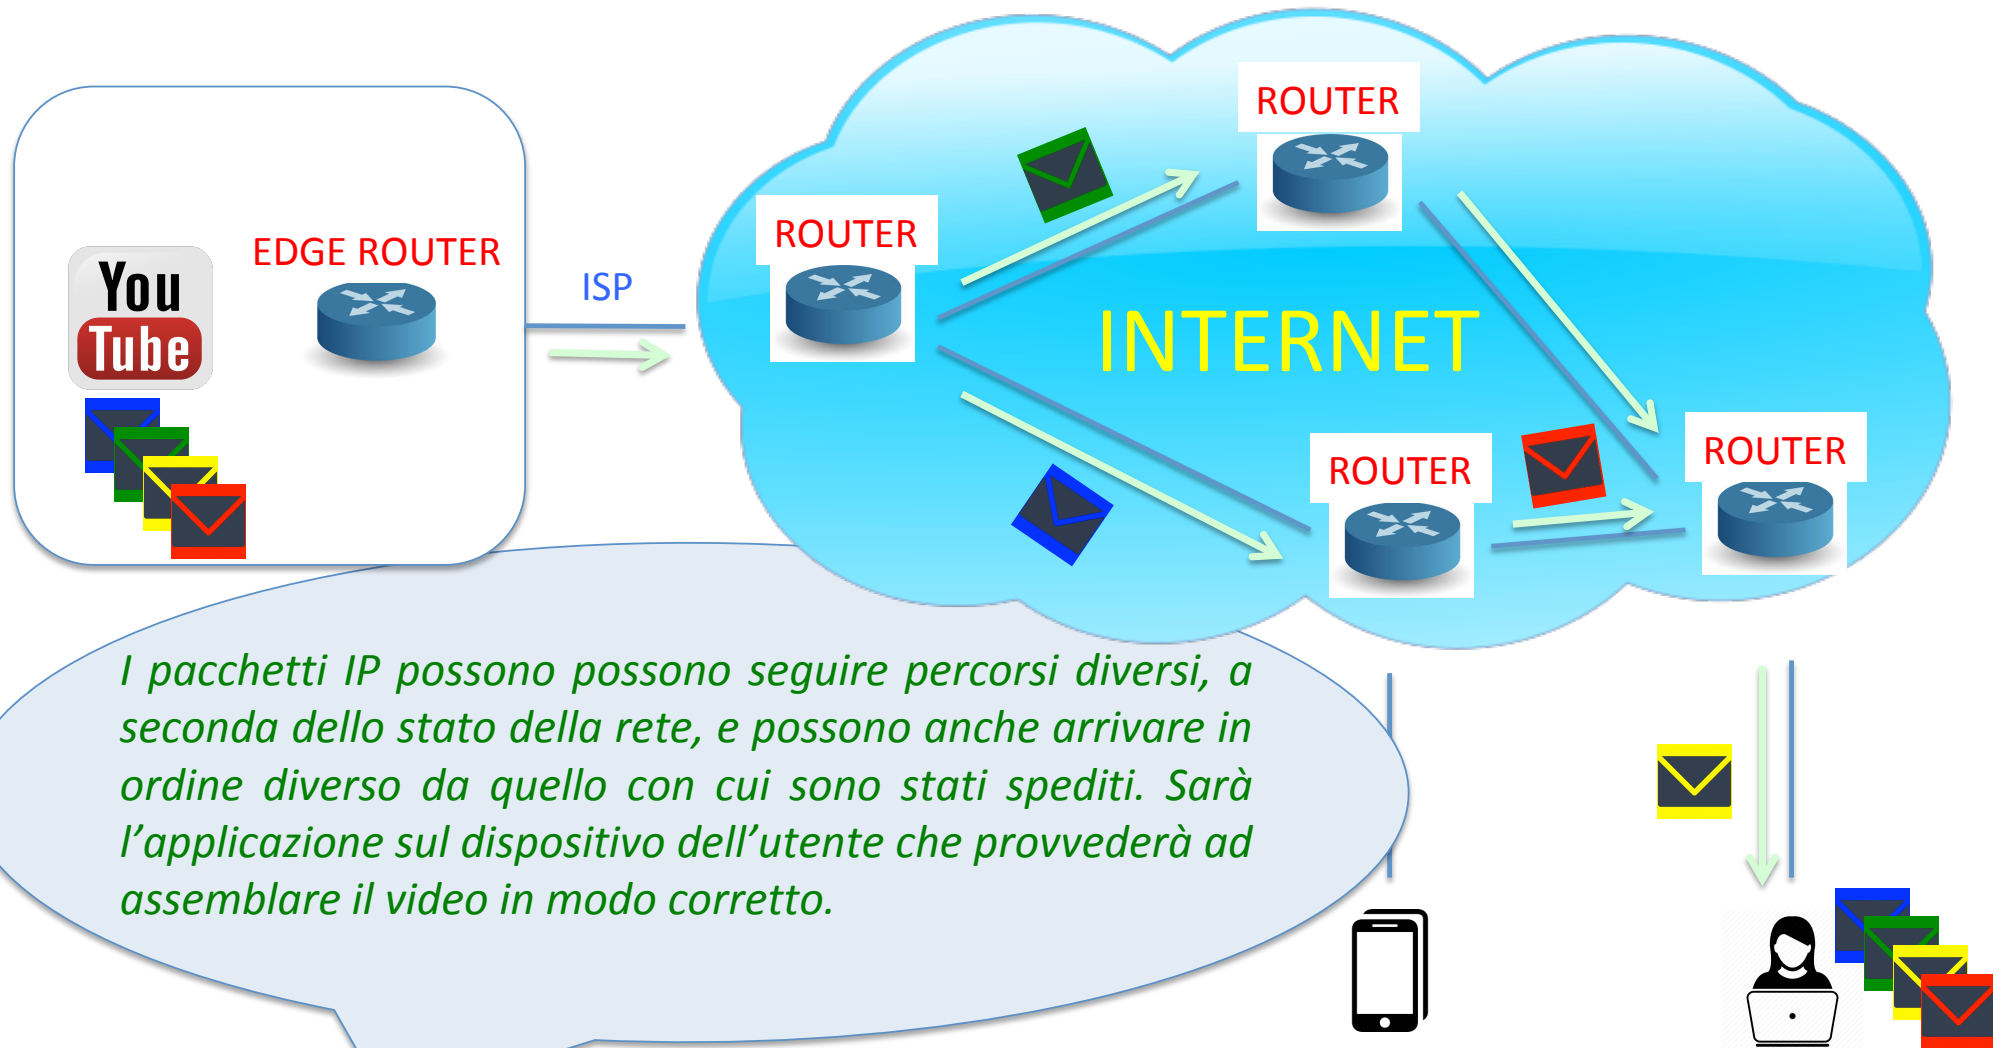 ROUTER
ROUTER
EDGE ROUTER
ISP
You
Tube
INTERNET
ROUTER
ROUTER
I pacchetti IP possono possono seguire percorsi diversi, a
seconda dello stato della rete, e possono anche arrivare in
ordine diverso da quello con cui sono stati spediti. Sarà
l’applicazione sul dispositivo dell’utente che provvederà ad
assemblare il video in modo corretto.